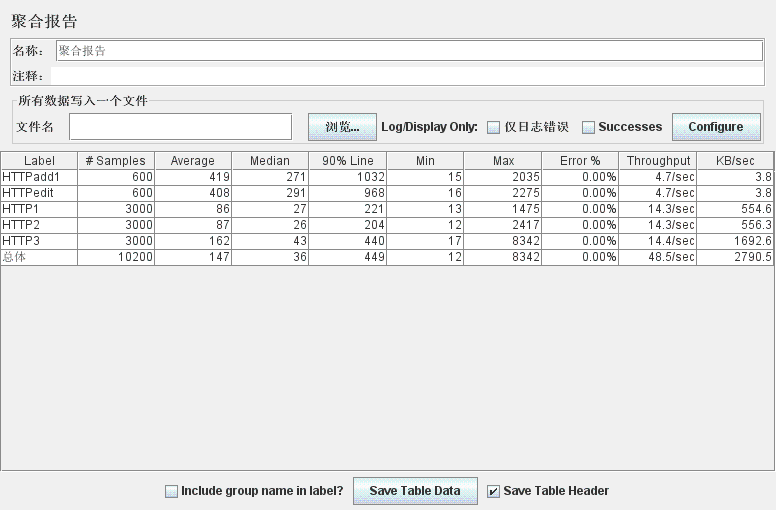 聚合报告
名称： 聚合报告
注释：
所有数据写入一个文件
文件名 浏览... Log/Display Only: 仅日志错误 Successes Configure
Label # Samples Average Median 90% Line Min Max Error % Throughput KB/sec
HTTPadd1 600 419 271 1032 15 2035 0.00% 4.7/sec 3.8
HTTPedit 600 408 291 968 16 2275 0.00% 4.7/sec 3.8
HTTP1 3000 86 27 221 13 1475 0.00% 14.3/sec 554.6
HTTP2 3000 87 26 204 12 2417 0.00% 14.3/sec 556.3
HTTP3 3000 162 43 440 17 8342 0.00% 14.4/sec 1692.6
总体 10200 147 36 449 12 8342 0.00% 48.5/sec 2790.5
Include group name in label? Save Table Data Save Table Header